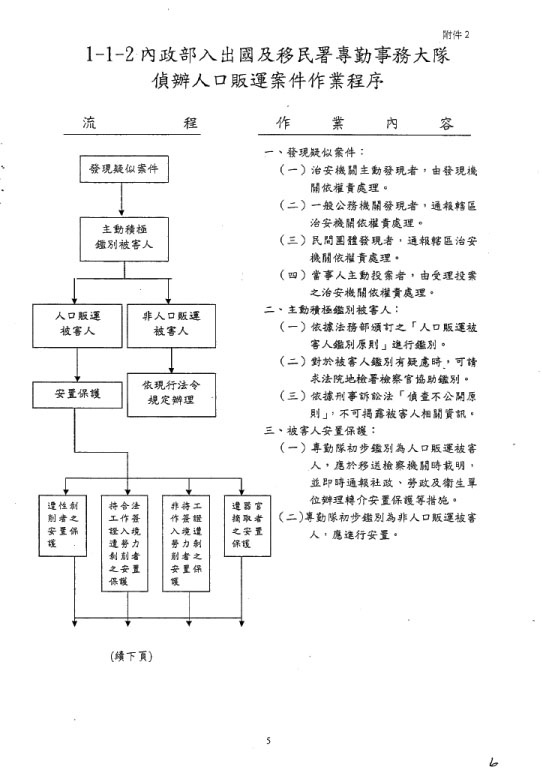 附件2
1-1-2內政部入出國及移民署專勤事務大隊
偵辦人口販運案件作業程序
流 程
作 業 內 容
發現疑似案件
主動積極
鑑別被害人
人口販運
被害人
非人口販運
被害人
安置保護
依現行法令
規定辦理
遭性剝
削者之
安置保
護
持合法
工作簽
證入境
遭勞力
剝削者
之安置
保護
非持工
作簽證
入境遭
勞力剝
削者之
安置保
護
遭器官
摘取者
之安置
保護
(續下頁)
一、發現疑似案件：
（一）治安機關主動發現者，由發現機
關依權責處理。
（二）一般公務機關發現者，通報轄區
治安機關依權責處理。
（三）民間團體發現者，通報轄區治安
機關依權責處理。
（四）當事人主動投案者，由受理投案
之治安機關依權責處理。
二、主動積極鑑別被害人：
（一）依據法務部頒訂之「人口販運被
害人鑑別原則」進行鑑別。
（二）對於被害人鑑別有疑處時，可請
求法院地檢署檢察官協助鑑別。
（三）依據刑事訴訟法「偵查不公開原
則」，不可揭露被害人相關資訊。
三、被害人安置保護：
（一）專勤隊初步鑑別為人口販運被害
人，應於移送檢察機關時載明，
並即時通報社政、勞政及衛生單
位辦理轉介安置保護等措施。
（二）專勤隊初步鑑別為非人口販運被害
人，應進行安置。
5
6